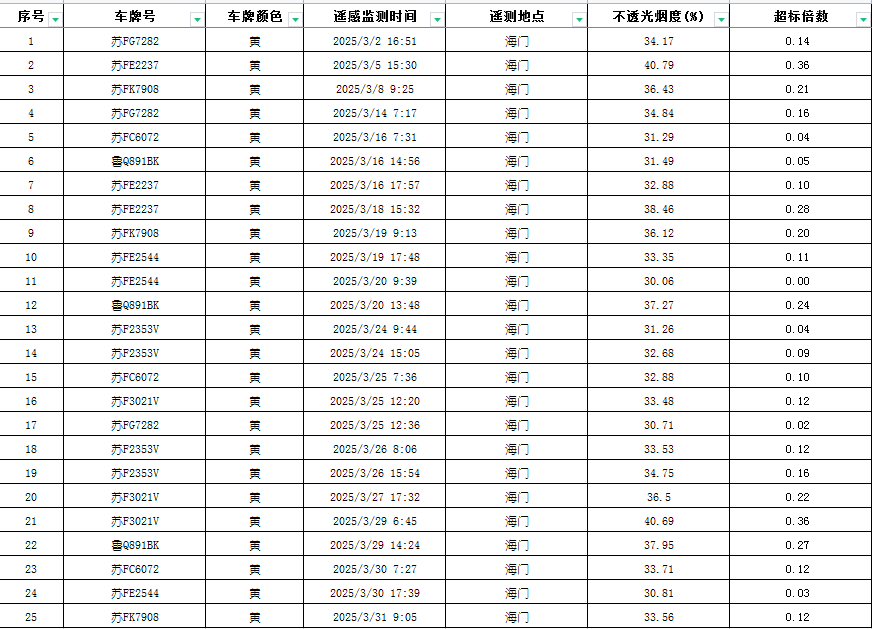 序号 车牌号 车牌颜色 遥感监测时间 遥测地点 不透光烟度(%) 超标倍数
1 苏FG7282 黄 2025/3/2 16:51 海门 34.17 0.14
2 苏FE2237 黄 2025/3/5 15:30 海门 40.79 0.36
3 苏FK7908 黄 2025/3/8 9:25 海门 36.43 0.21
4 苏FG7282 黄 2025/3/14 7:17 海门 34.84 0.16
5 苏FC6072 黄 2025/3/16 7:31 海门 31.29 0.04
6 鲁Q891BK 黄 2025/3/16 14:56 海门 31.49 0.05
7 苏FE2237 黄 2025/3/16 17:57 海门 32.88 0.10
8 苏FE2237 黄 2025/3/18 15:32 海门 38.46 0.28
9 苏FK7908 黄 2025/3/19 9:13 海门 36.12 0.20
10 苏FE2544 黄 2025/3/19 17:48 海门 33.35 0.11
11 苏FE2544 黄 2025/3/20 9:39 海门 30.06 0.00
12 鲁Q891BK 黄 2025/3/20 13:48 海门 37.27 0.24
13 苏F2353V 黄 2025/3/24 9:44 海门 31.26 0.04
14 苏F2353V 黄 2025/3/24 15:05 海门 32.68 0.09
15 苏FC6072 黄 2025/3/25 7:36 海门 32.88 0.10
16 苏F3021V 黄 2025/3/25 12:20 海门 33.48 0.12
17 苏FG7282 黄 2025/3/25 12:36 海门 30.71 0.02
18 苏F2353V 黄 2025/3/26 8:06 海门 33.53 0.12
19 苏F2353V 黄 2025/3/26 15:54 海门 34.75 0.16
20 苏F3021V 黄 2025/3/27 17:32 海门 36.5 0.22
21 苏F3021V 黄 2025/3/29 6:45 海门 40.69 0.36
22 鲁Q891BK 黄 2025/3/29 14:24 海门 37.95 0.27
23 苏FC6072 黄 2025/3/30 7:27 海门 33.71 0.12
24 苏FE2544 黄 2025/3/30 17:39 海门 30.81 0.03
25 苏FK7908 黄 2025/3/31 9:05 海门 33.56 0.12